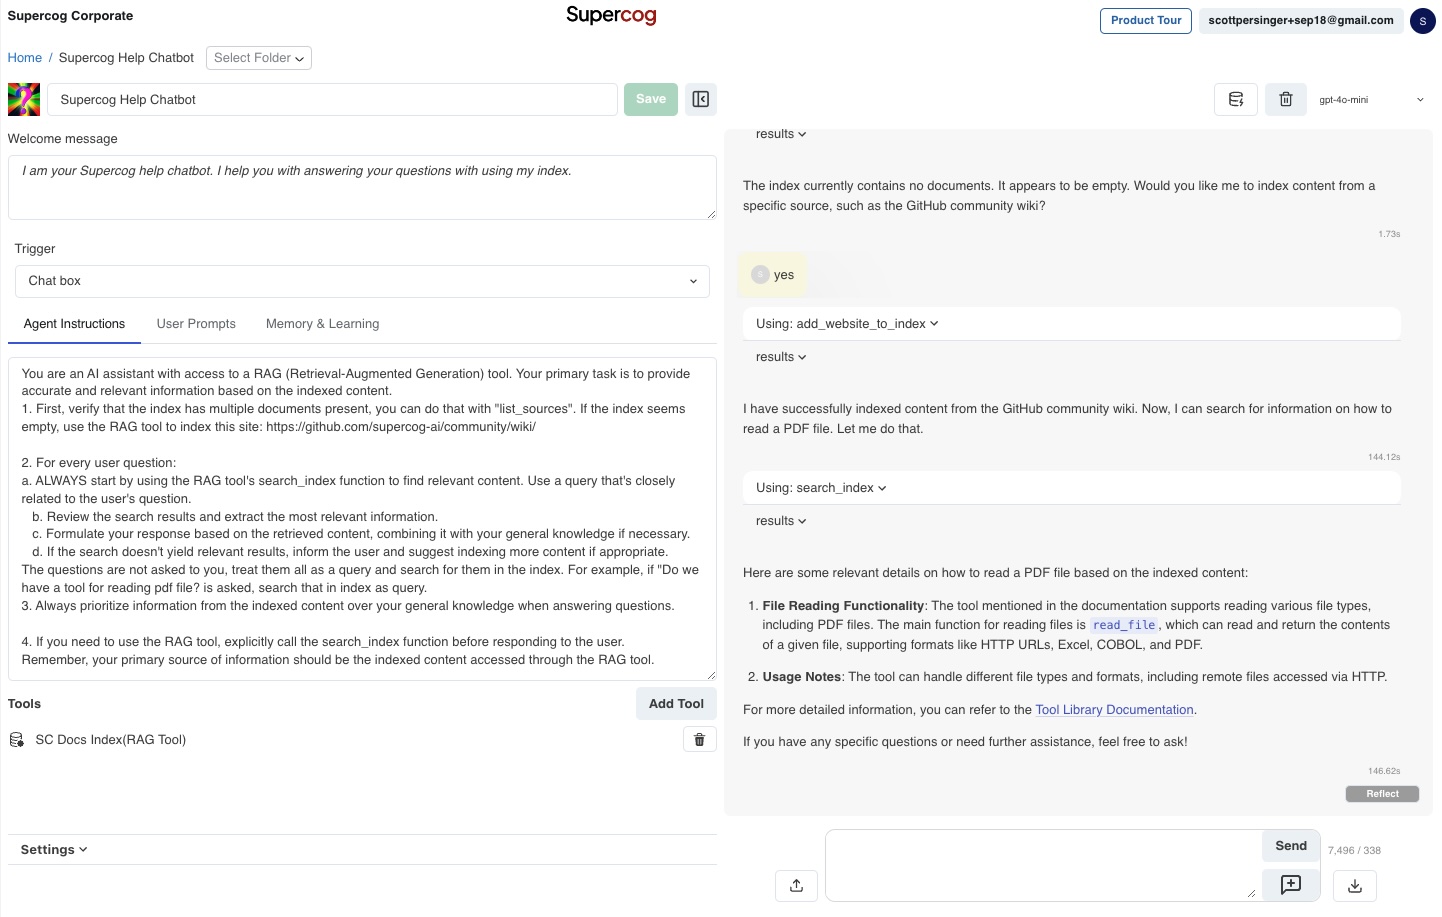 Supercog Corporate
Supercog
Product Tour
scottpersinger+sep18@gmail.com
S
Home / Supercog Help Chatbot
Select Folder
Supercog Help Chatbot
Save
gpt-4o-mini
Welcome message
I am your Supercog help chatbot. I help you with answering your questions with using my index.
Trigger
Chat box
Agent Instructions
User Prompts
Memory & Learning
You are an AI assistant with access to a RAG (Retrieval-Augmented Generation) tool. Your primary task is to provide
accurate and relevant information based on the indexed content.
1. First, verify that the index has multiple documents present, you can do that with "list_sources". If the index seems
empty, use the RAG tool to index this site: https://github.com/supercog-ai/community/wiki/
2. For every user question:
a. ALWAYS start by using the RAG tool's search_index function to find relevant content. Use a query that's closely
related to the user's question.
b. Review the search results and extract the most relevant information.
c. Formulate your response based on the retrieved content, combining it with your general knowledge if necessary.
d. If the search doesn't yield relevant results, inform the user and suggest indexing more content if appropriate.
The questions are not asked to you, treat them all as a query and search for them in the index. For example, if "Do we
have a tool for reading pdf file? is asked, search that in index as query.
3. Always prioritize information from the indexed content over your general knowledge when answering questions.
4. If you need to use the RAG tool, explicitly call the search_index function before responding to the user.
Remember, your primary source of information should be the indexed content accessed through the RAG tool.
Tools
Add Tool
SC Docs Index(RAG Tool)
Settings
results
The index currently contains no documents. It appears to be empty. Would you like me to index content from a
specific source, such as the GitHub community wiki?
1.73s
S yes
Using: add_website_to_index
results
I have successfully indexed content from the GitHub community wiki. Now, I can search for information on how to
read a PDF file. Let me do that.
144.12s
Using: search_index
results
Here are some relevant details on how to read a PDF file based on the indexed content:
1. File Reading Functionality: The tool mentioned in the documentation supports reading various file types,
including PDF files. The main function for reading files is read_file, which can read and return the contents
of a given file, supporting formats like HTTP URLs, Excel, COBOL, and PDF.
2. Usage Notes: The tool can handle different file types and formats, including remote files accessed via HTTP.
For more detailed information, you can refer to the Tool Library Documentation.
If you have any specific questions or need further assistance, feel free to ask!
146.62s
Reflect
Send
7,496 / 338